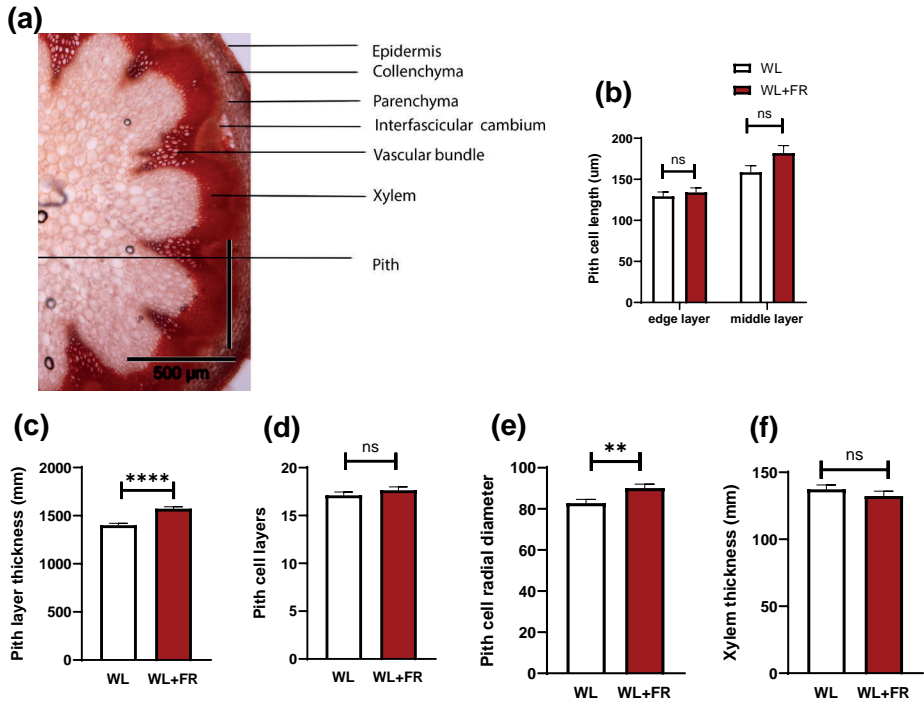 (a)
Epidermis
Collenchyma
Parenchyma
Interfascicular cambium
Vascular bundle
Xylem
Pith
500 µm
(b)
WL
WL+FR
Pith cell length (um)
200
150
100
50
0
ns
ns
edge layer
middle layer
(c)
Pith layer thickness (mm)
2000
1500
1000
500
0
****
WL
WL+FR
(d)
Pith cell layers
20
15
10
5
0
ns
WL
WL+FR
(e)
Pith cell radial diameter
100
80
60
40
20
0
**
WL
WL+FR
(f)
Xylem thickness (mm)
150
100
50
0
ns
WL
WL+FR